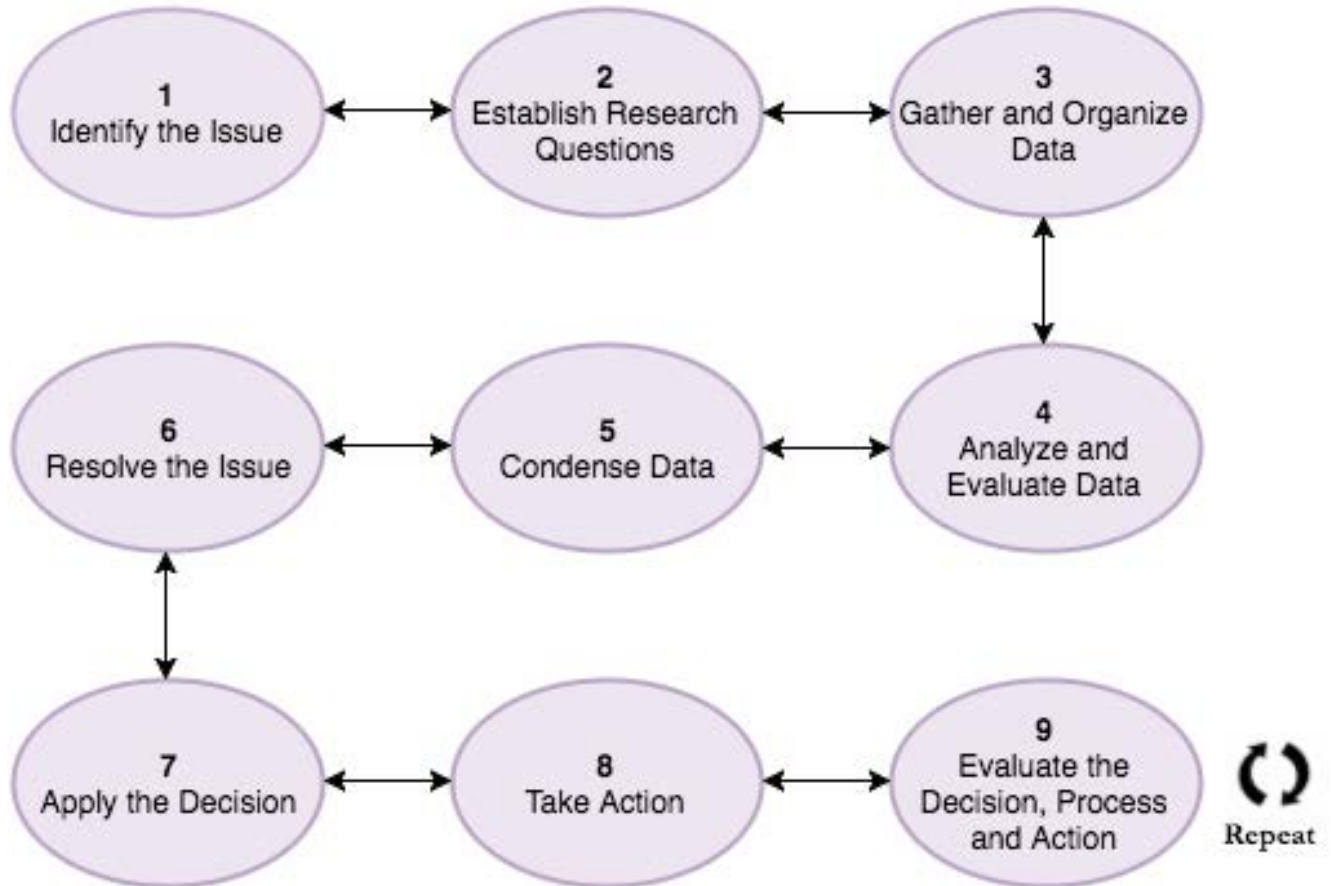 1
Identify the Issue
2
Establish Research
Questions
3
Gather and Organize
Data
4
Analyze and
Evaluate Data
5
Condense Data
6
Resolve the Issue
7
Apply the Decision
8
Take Action
9
Evaluate the
Decision, Process
and Action
Repeat